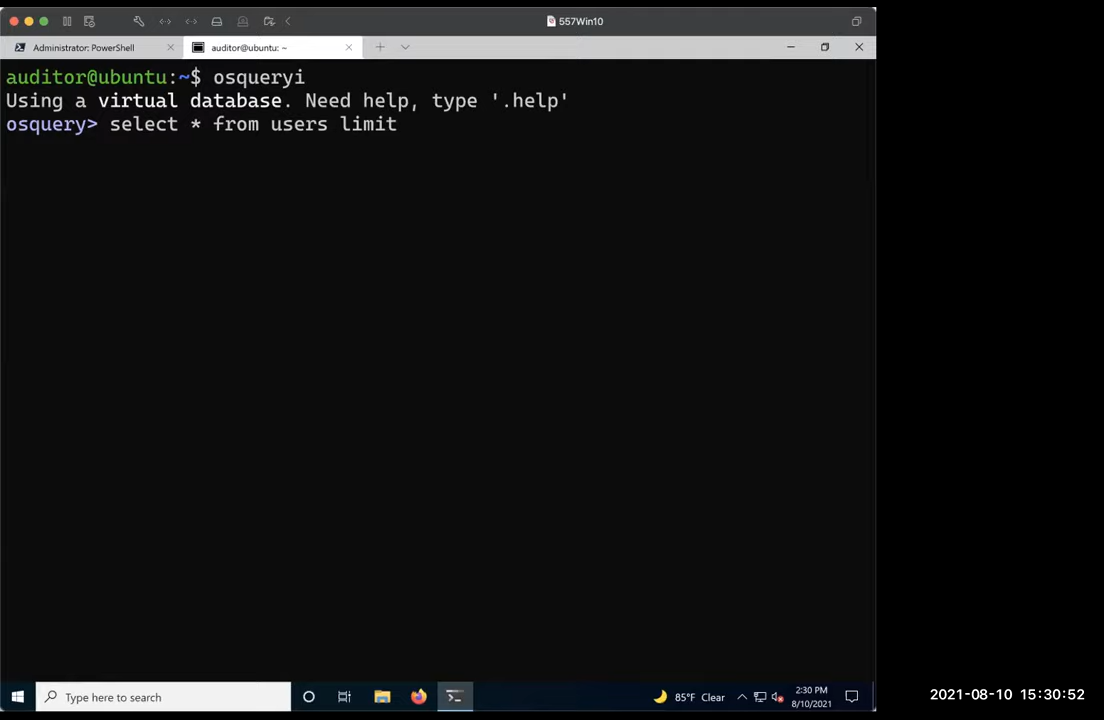 557Win10
Administrator: PowerShell
auditor@ubuntu: ~
auditor@ubuntu:~$ osqueryi
Using a virtual database. Need help, type '.help'
osquery> select * from users limit
Type here to search
85°F Clear
2:30 PM
8/10/2021
2021-08-10 15:30:52